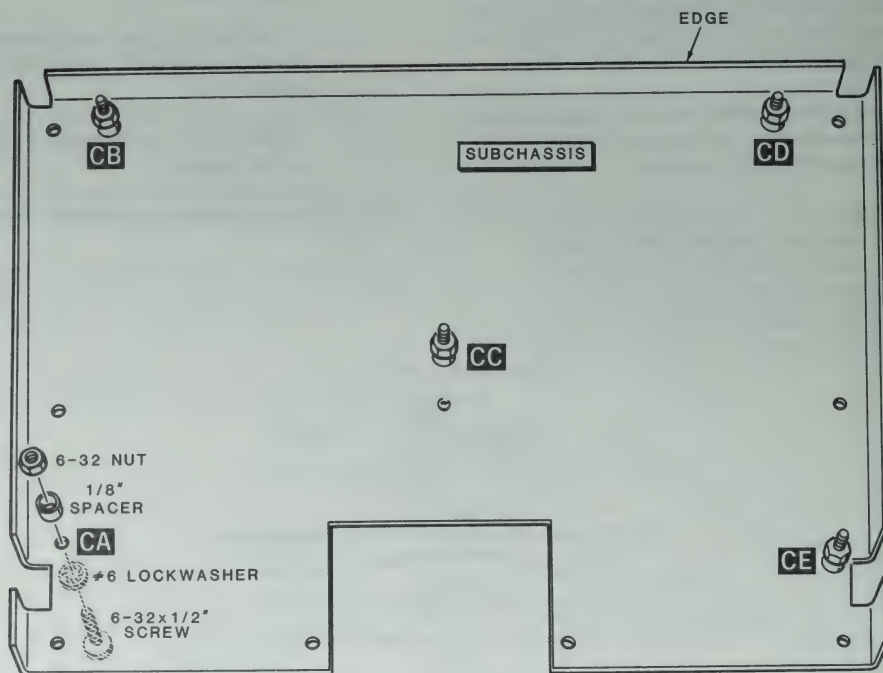 EDGE
CB
SUBCHASSIS
CD
CC
6-32 NUT
1/8"
SPACER
CA
#6 LOCKWASHER
CE
6-32x1/2"
SCREW